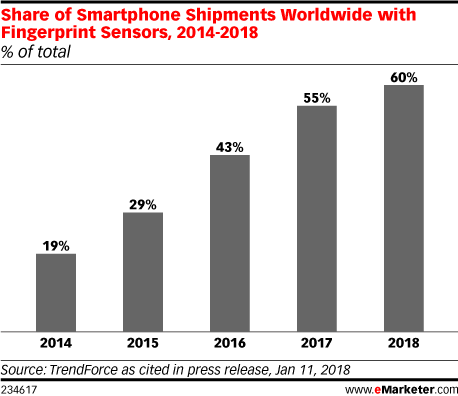 Share of Smartphone Shipments Worldwide with
Fingerprint Sensors, 2014-2018
% of total
19%
29%
43%
55%
60%
2014
2015
2016
2017
2018
Source: TrendForce as cited in press release, Jan 11, 2018
234617
www.eMarketer.com